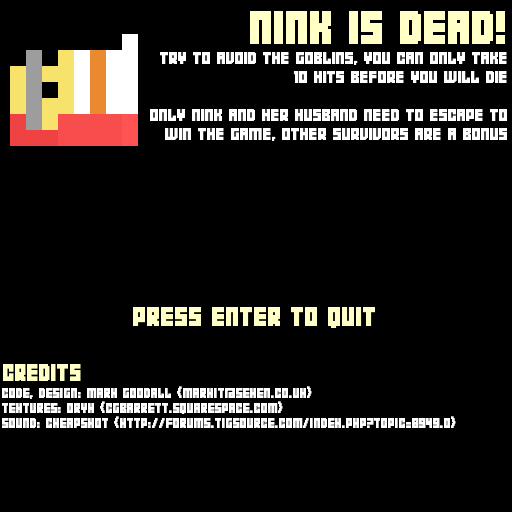 NINK IS DEAD!
TRY TO AVOID THE GOBLINS, YOU CAN ONLY TAKE
10 HITS BEFORE YOU WILL DIE
ONLY NINK AND HER HUSBAND NEED TO ESCAPE TO
WIN THE GAME, OTHER SURVIVORS ARE A BONUS
PRESS ENTER TO QUIT
CREDITS
CODE, DESIGN: MARK GOODALL (MARKIT@SEKEN.CO.UK)
TEXTURES: ORYX (CGBARRETT.SQUARESPACE.COM)
SOUND: CHEAPSHOT (HTTP://FORUMS.TIGSOURCE.COM/INDEX.PHP?TOPIC=8949.0)